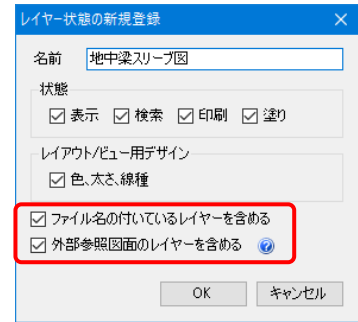 レイヤー状態の新規登録
名前 地中梁スリーブ図
状態
表示 検索 印刷 塗り
レイアウト/ビュー用デザイン
色、太さ、線種
ファイル名の付いているレイヤーを含める
外部参照図面のレイヤーを含める ?
OK キャンセル